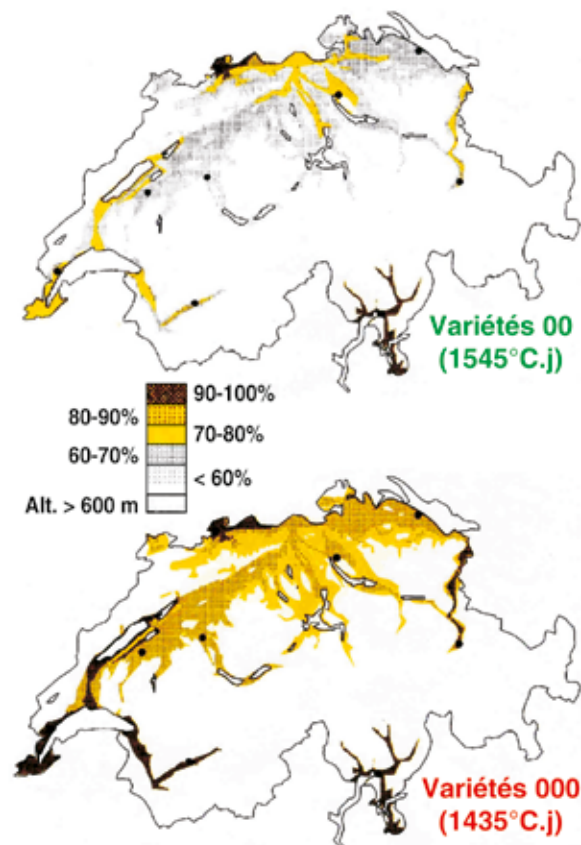 Variétés 00
(1545°C.j)
90-100%
80-90%
70-80%
60-70%
< 60%
Alt. > 600 m
Variétés 000
(1435°C.j)